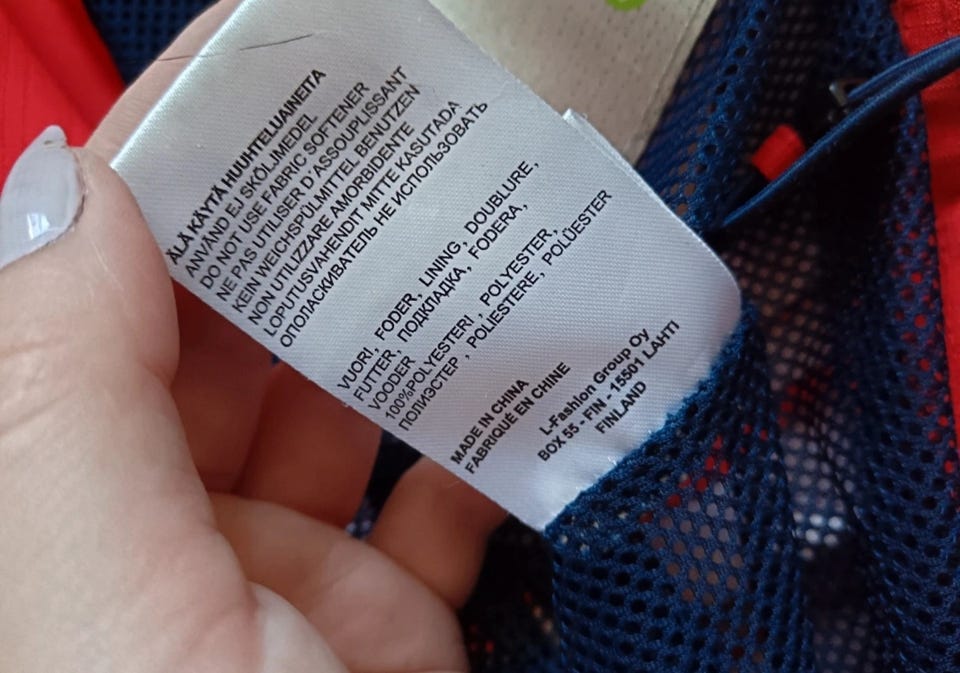 ÄLÄ KÄYTÄ HUUHTELUAINEITA
ANVÄND EJ SKÖLJMEDEL
DO NOT USE FABRIC SOFTENER
NE PAS UTILISER D'ASSOUPLISSANT
KEIN WEICHSPÜLMITTEL BENUTZEN
NON UTILIZZARE AMORBIDENTE
LOPUTUSVAHENDIT MITTE KASUTADA
ОПОЛАСКИВАТЕЛЬ НЕ ИСПОЛЬЗОВАТЬ
VUORI, FODER, LINING, DOUBLURE,
FUTTER, ПОДКЛАДКА, FODERA,
VOODER
100%POLYESTERI , POLYESTER,
ПОЛИЭСТЕР , POLIESTERE, POLÜESTER
MADE IN CHINA
FABRIQUÉ EN CHINE
L-Fashion Group Oy
BOX 55 - FIN - 15501 LAHTI
FINLAND